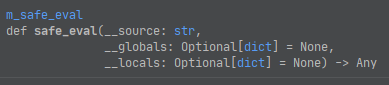 m_safe_eval
def safe_eval(__source: str,
__globals: Optional[dict] = None,
__locals: Optional[dict] = None) -> Any